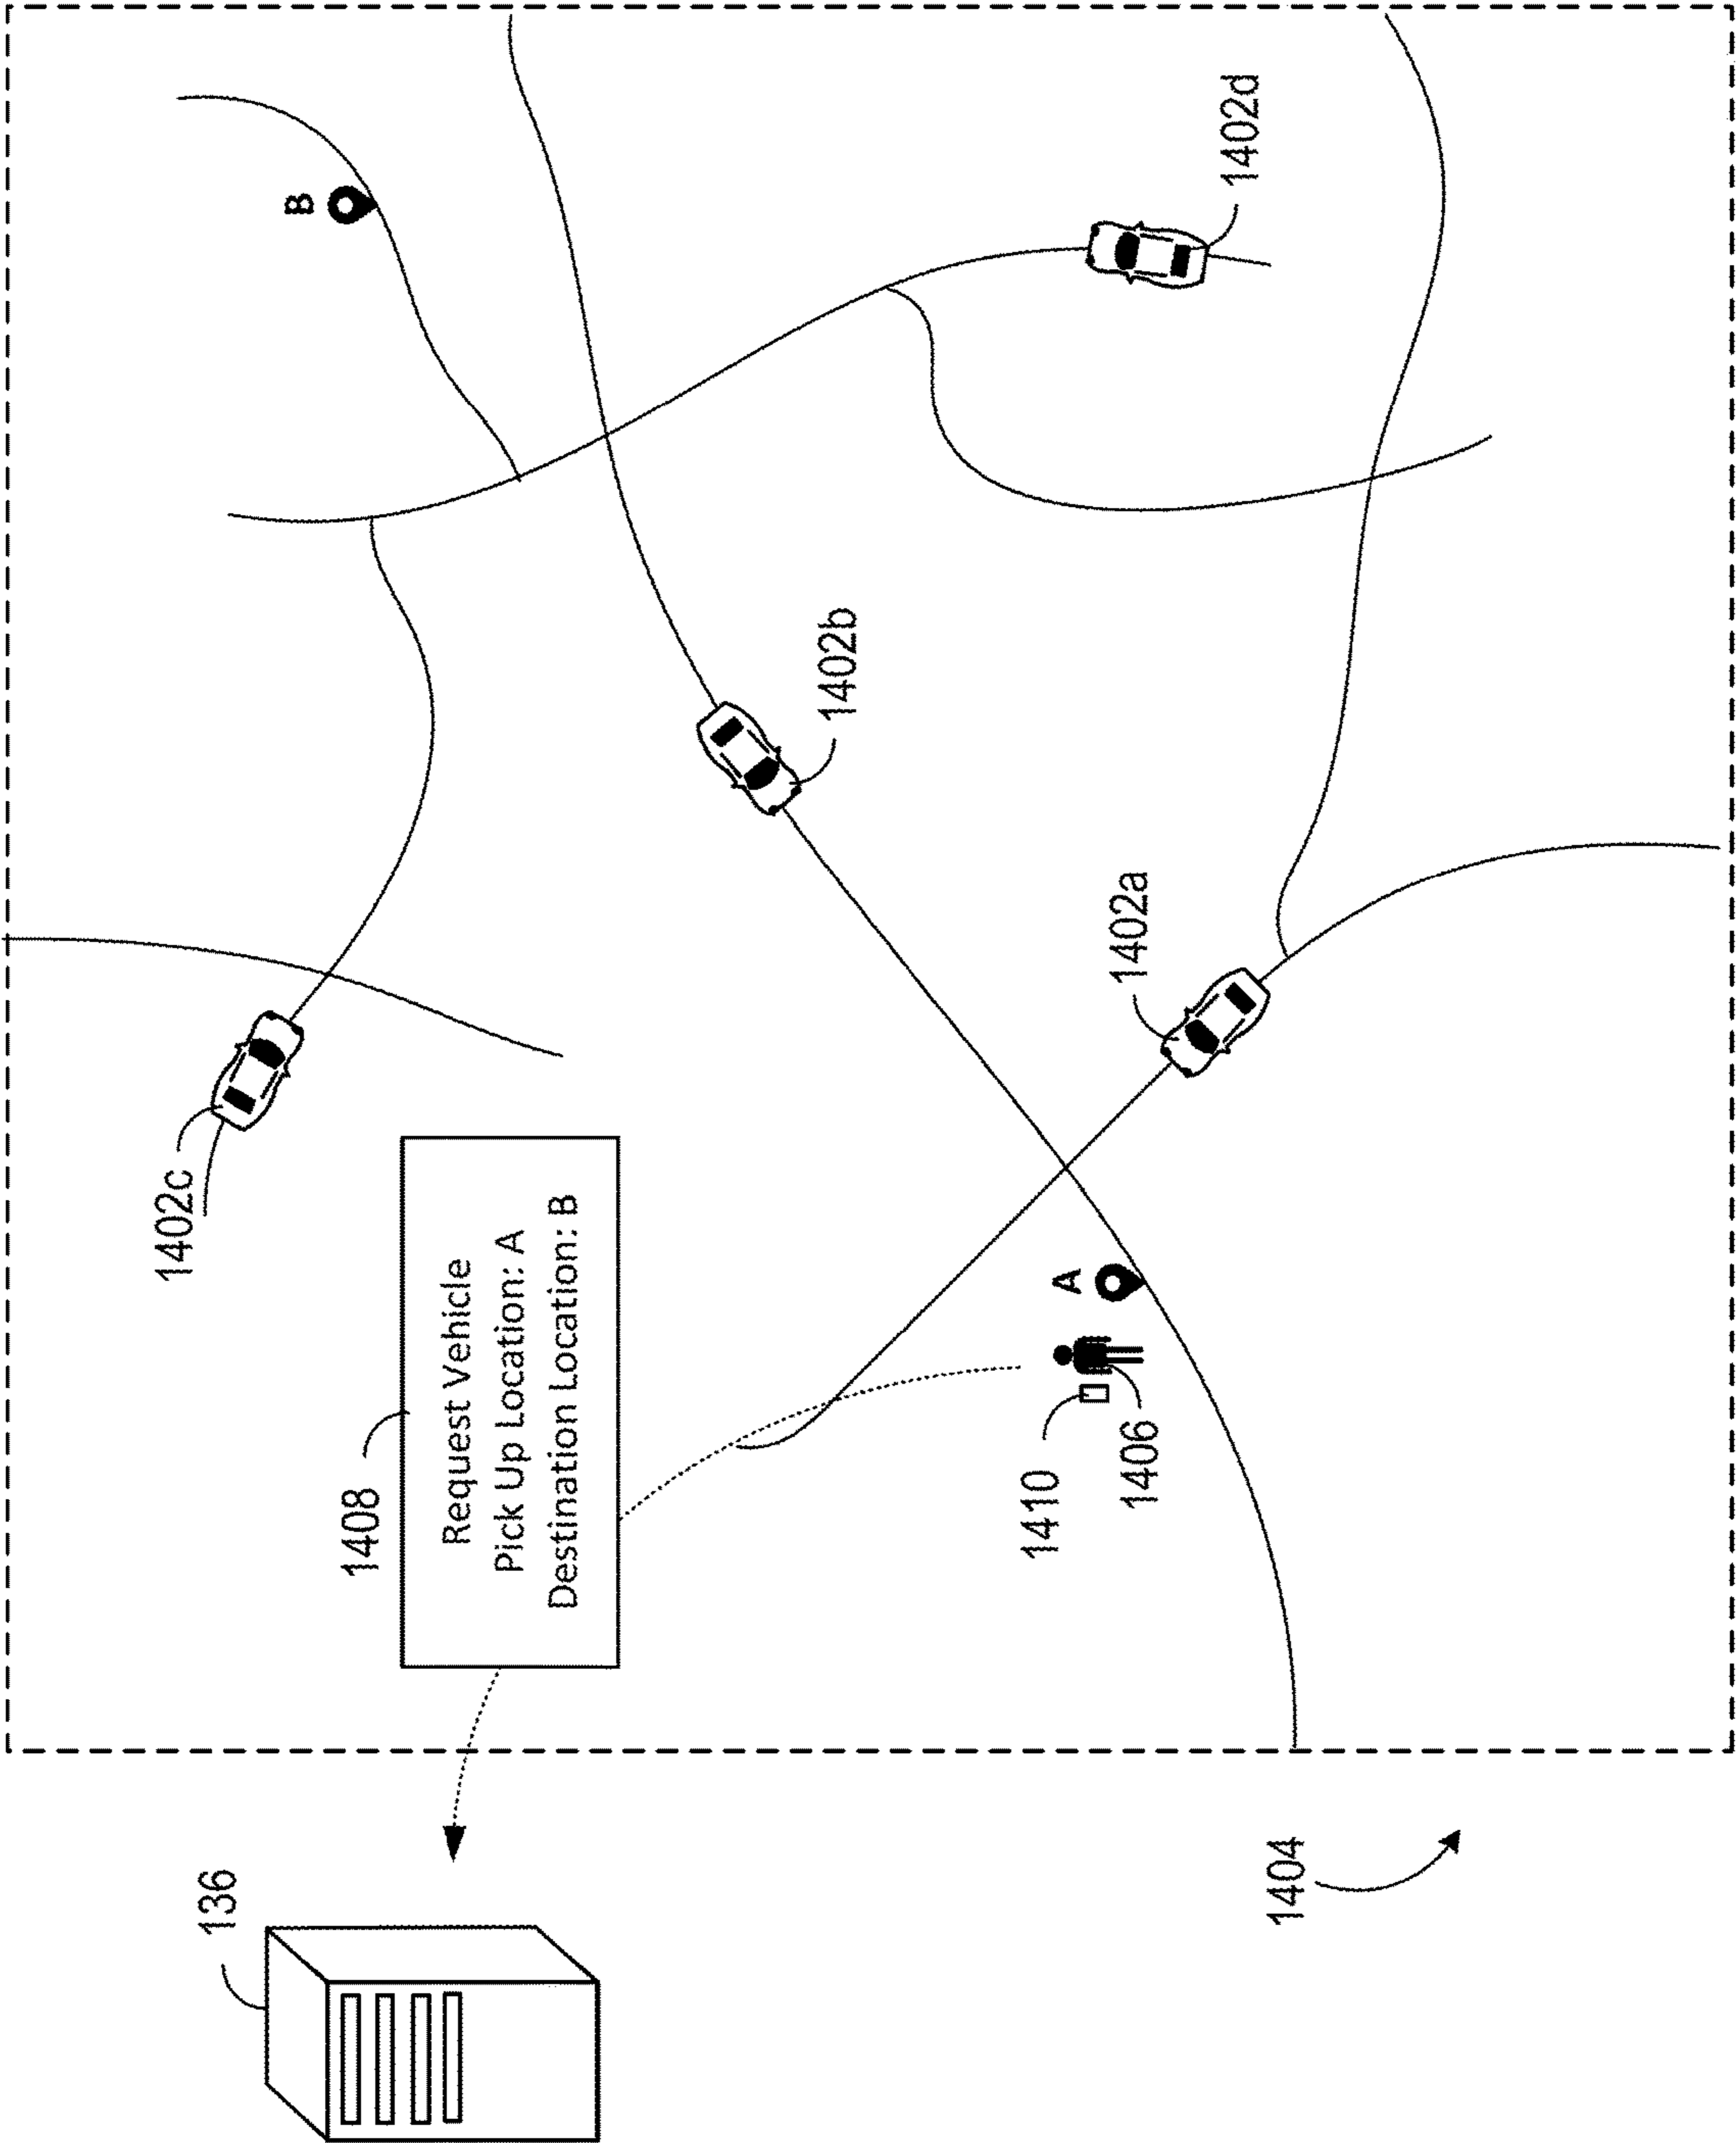 136
1404
1408
Request Vehicle
Pick Up Location: A
Destination Location: B
1402c
1410
1406
A
1402a
1402b
B
1402d